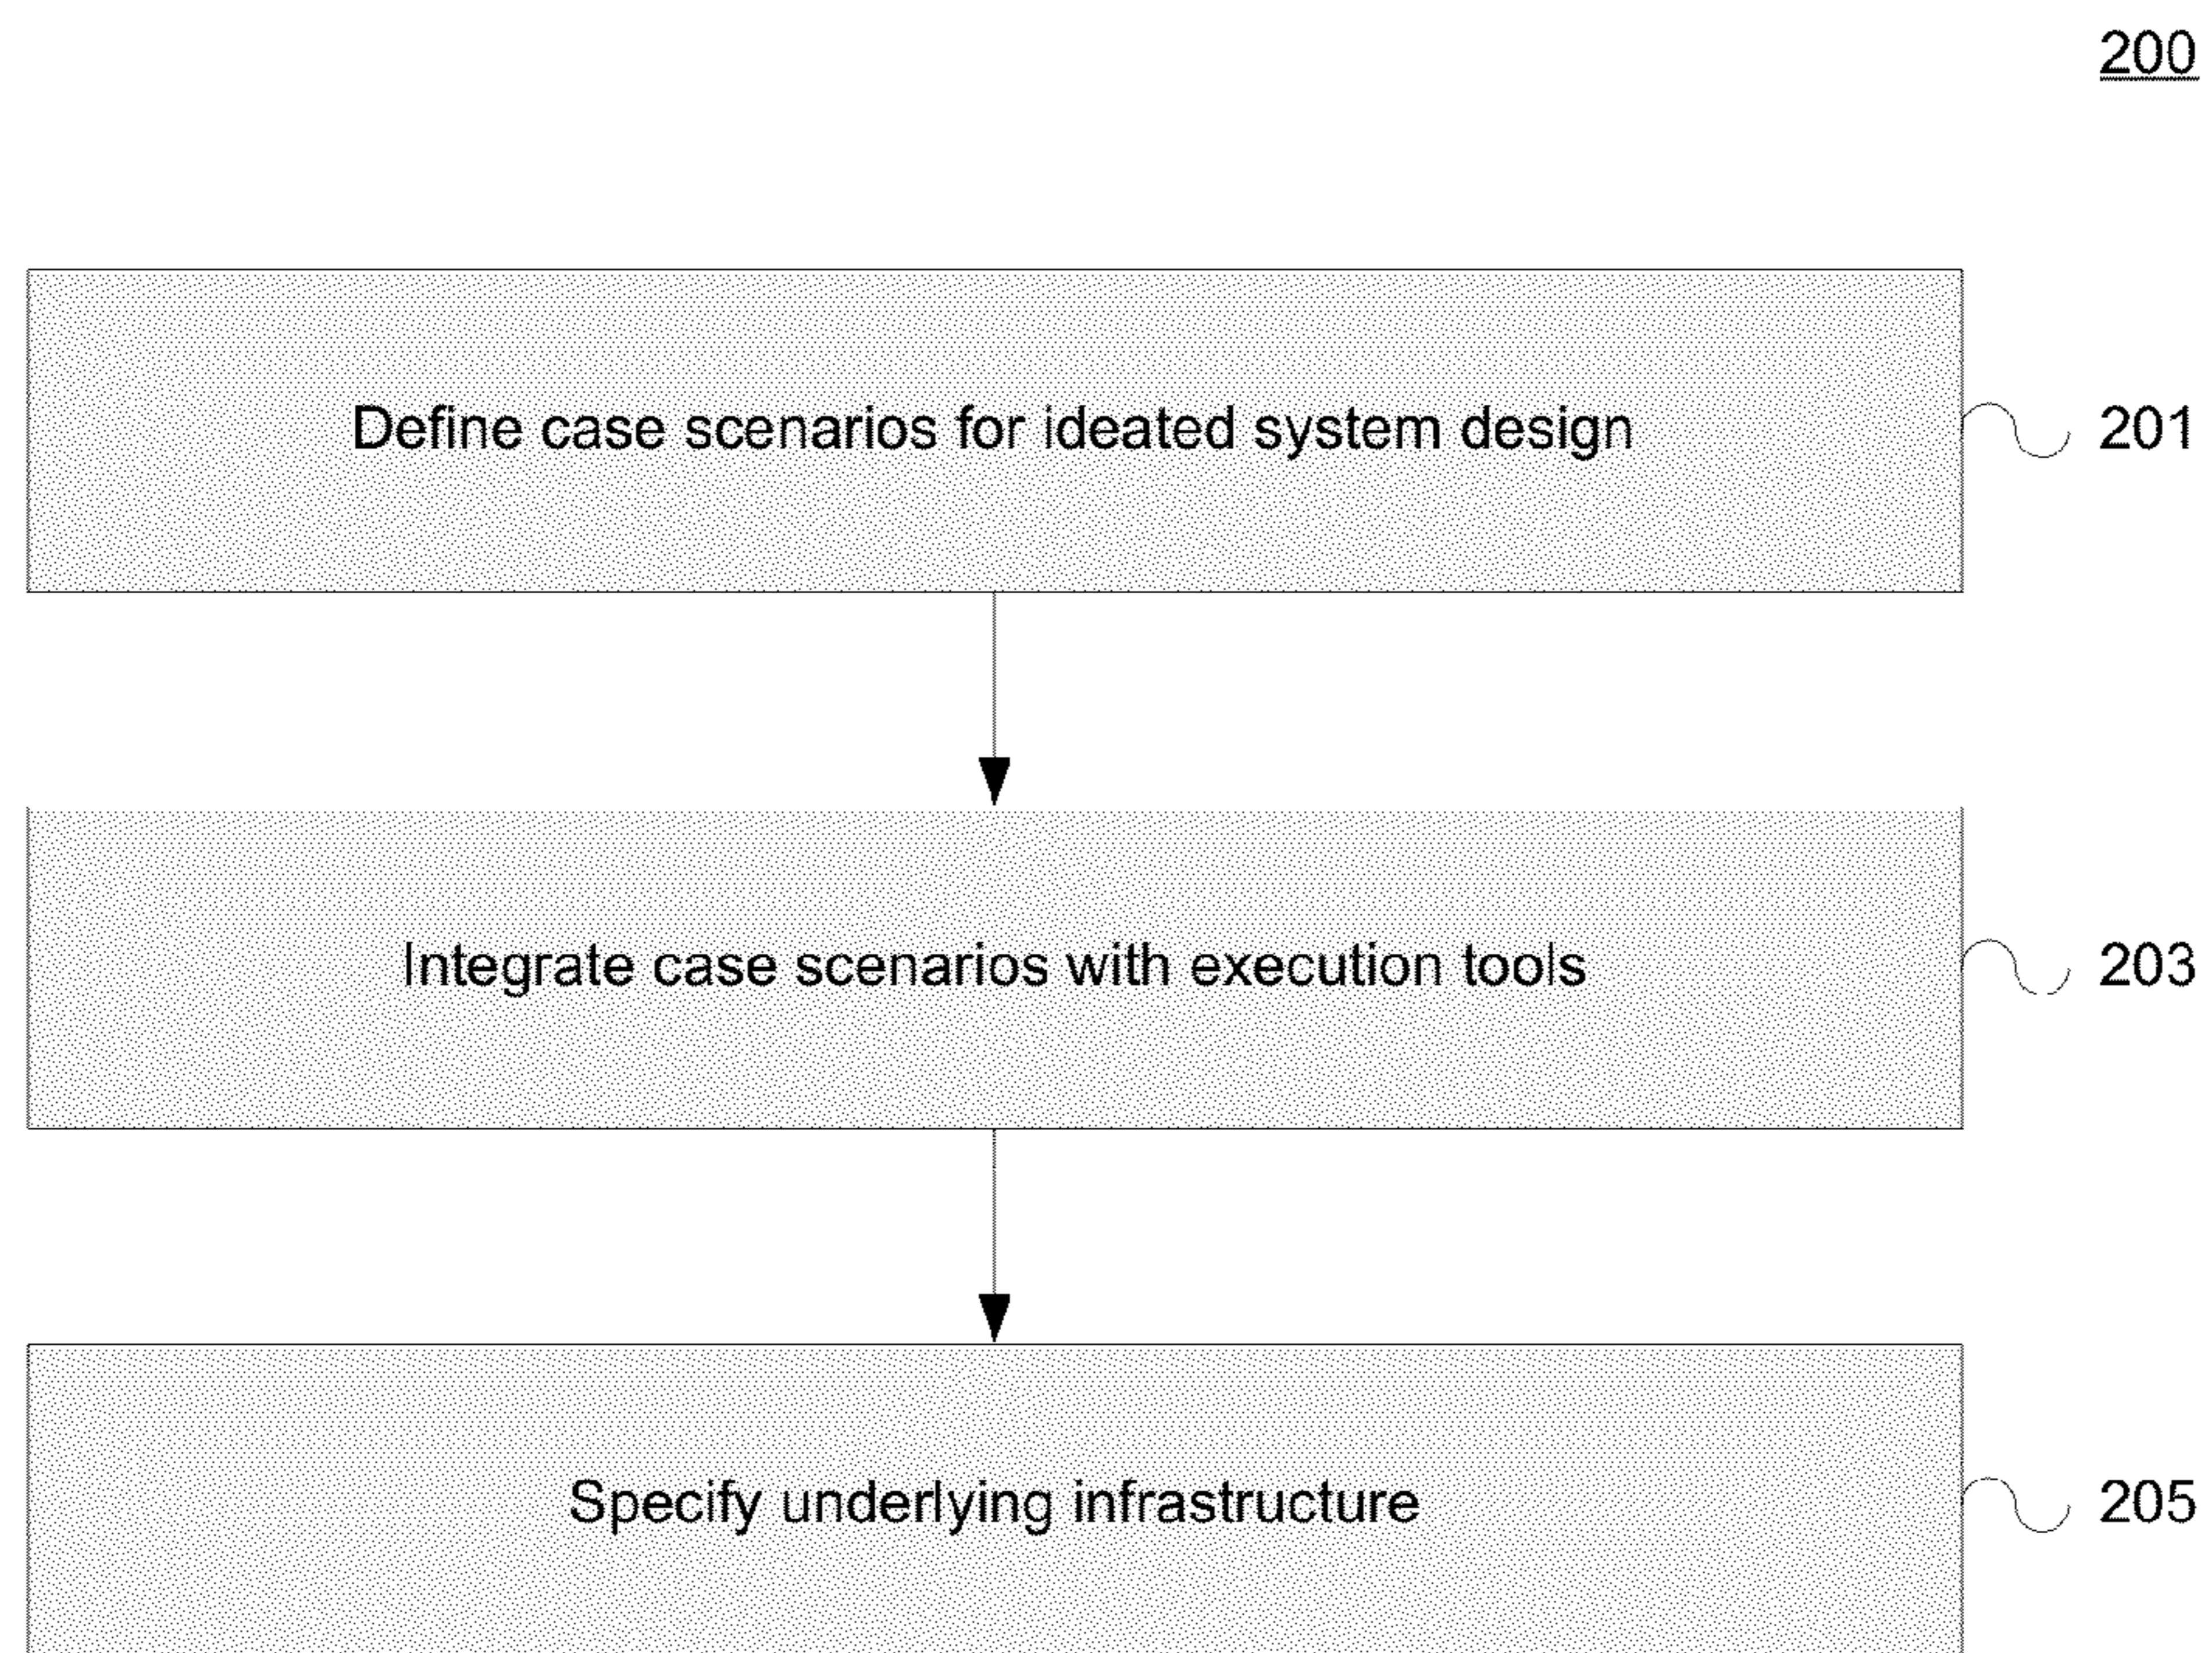 200
Define case scenarios for ideated system design
201
Integrate case scenarios with execution tools
203
Specify underlying infrastructure
205